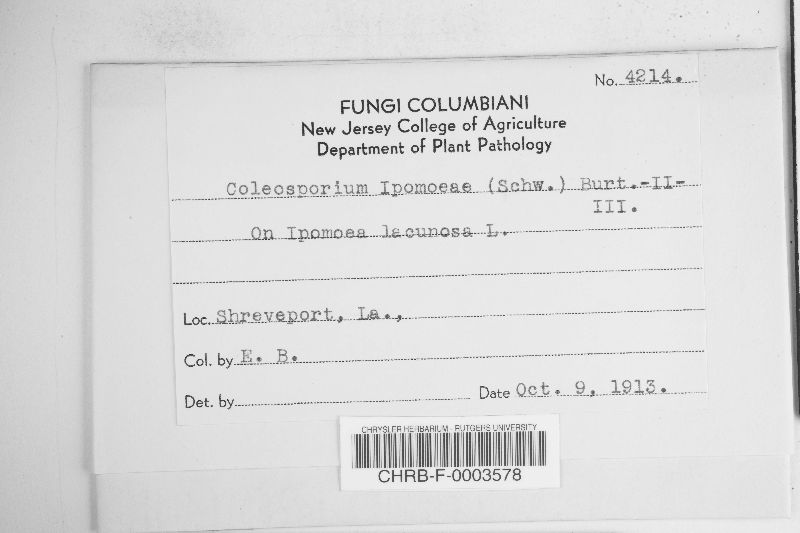 No. 4214.
FUNGI COLUMBIANI
New Jersey College of Agriculture
Department of Plant Pathology
Coleosporium Ipomoeae (Schw.) Burt.-II-
III.
On Ipomoea lacunosa L.
Loc. Shreveport, La.,
Col. by E. B.
Det. by
Date Oct. 9, 1913.
CHRYSLER HERBARIUM - RUTGERS UNIVERSITY
CHRB-F-0003578